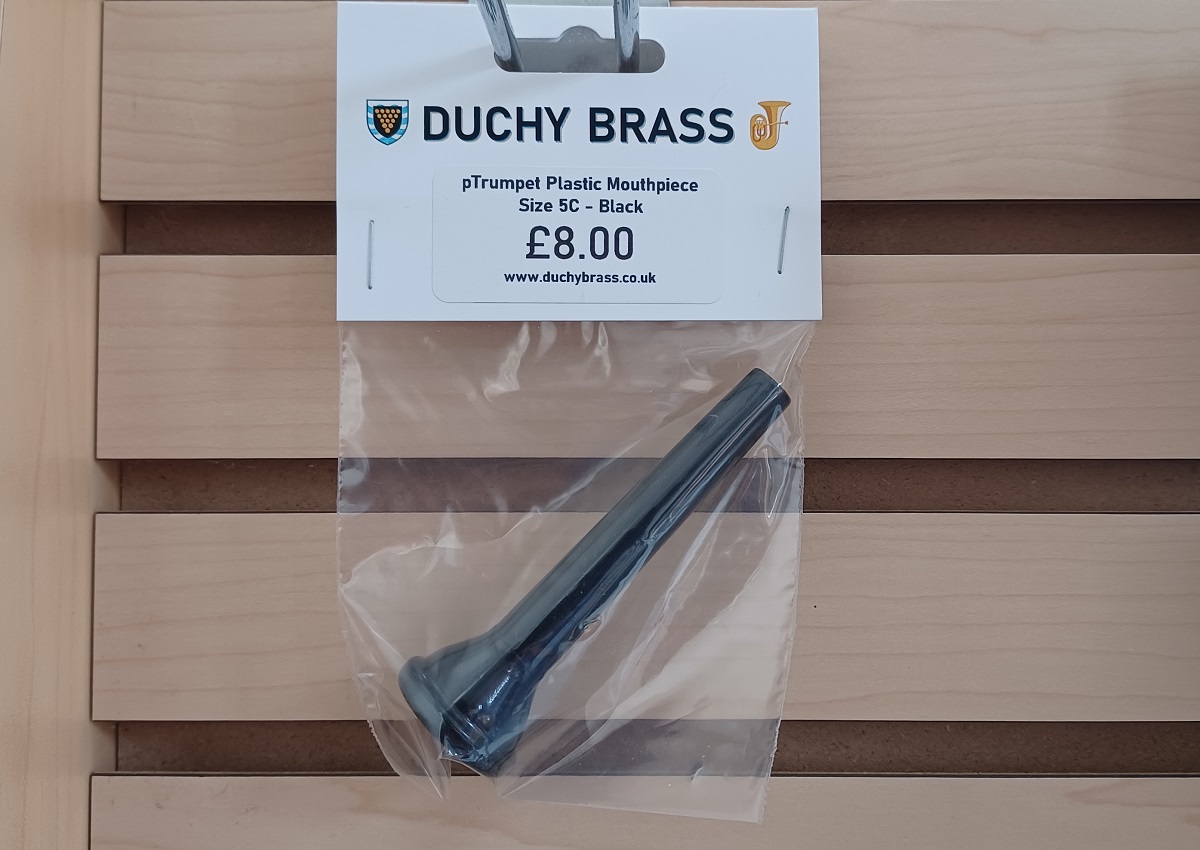 DUCHY BRASS
pTrumpet Plastic Mouthpiece
Size 5C - Black
£8.00
www.duchybrass.co.uk